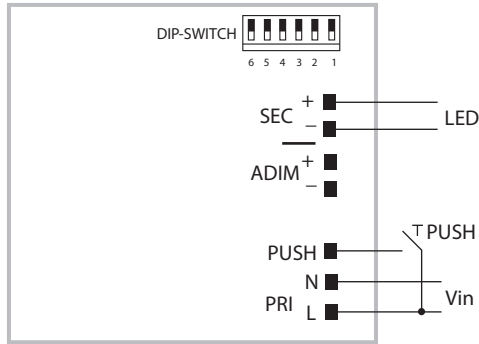 DIP-SWITCH
6 5 4 3 2 1
+
SEC
−
LED
+
ADIM
−
PUSH
PUSH
N
PRI
L
Vin